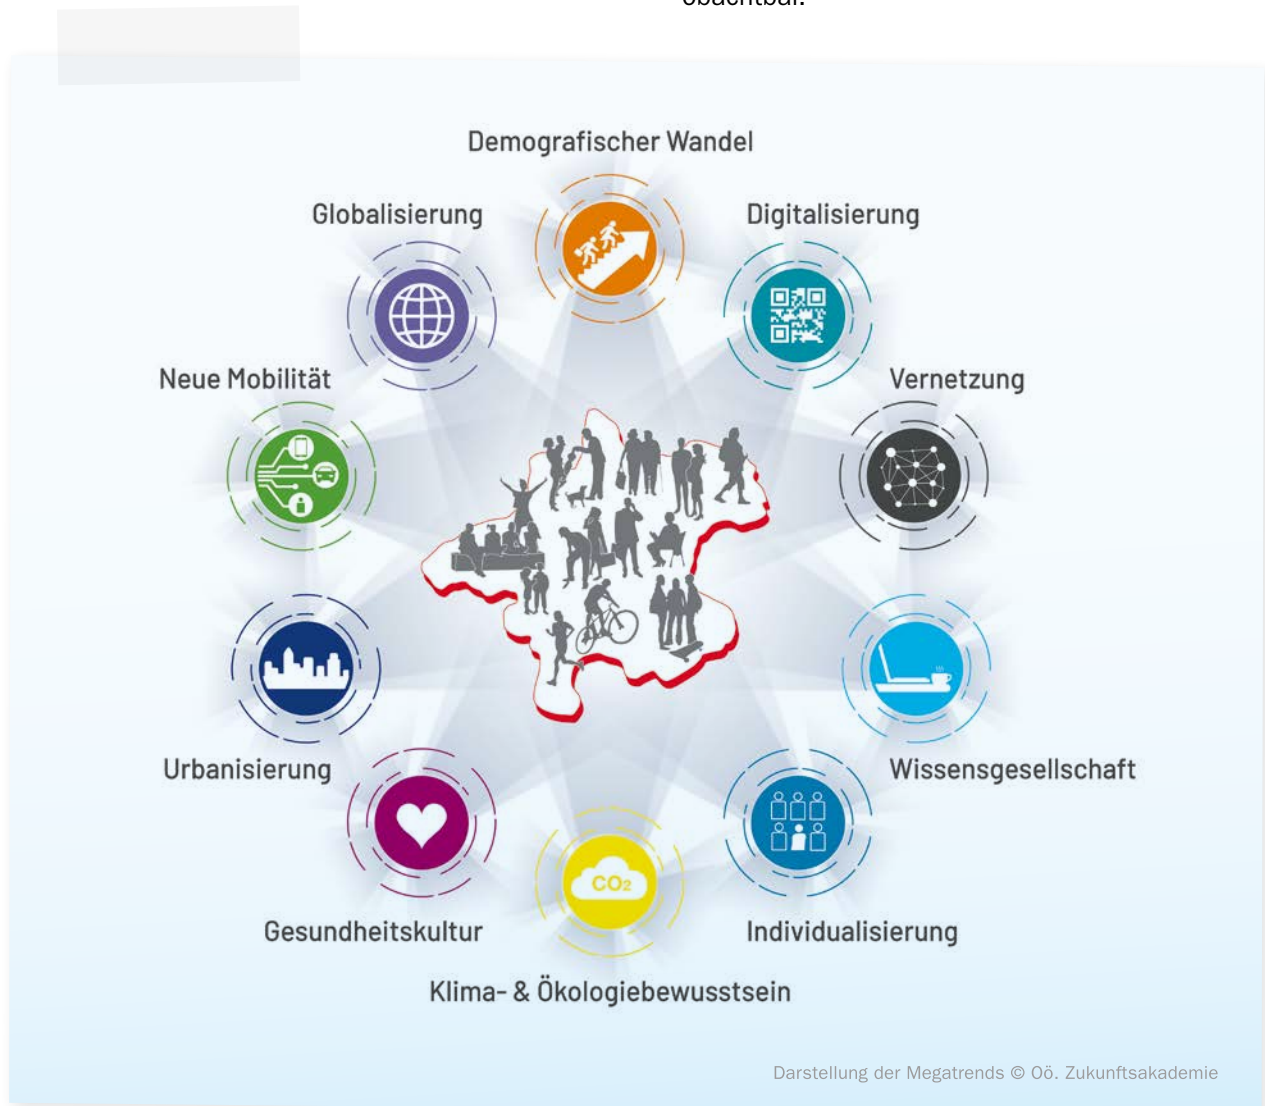 obachtbar.
Demografischer Wandel
Globalisierung
Digitalisierung
Neue Mobilität
Vernetzung
Urbanisierung
Wissensgesellschaft
CO2
Gesundheitskultur
Individualisierung
Klima- & Ökologiebewusstsein
Darstellung der Megatrends © Oö. Zukunftsakademie